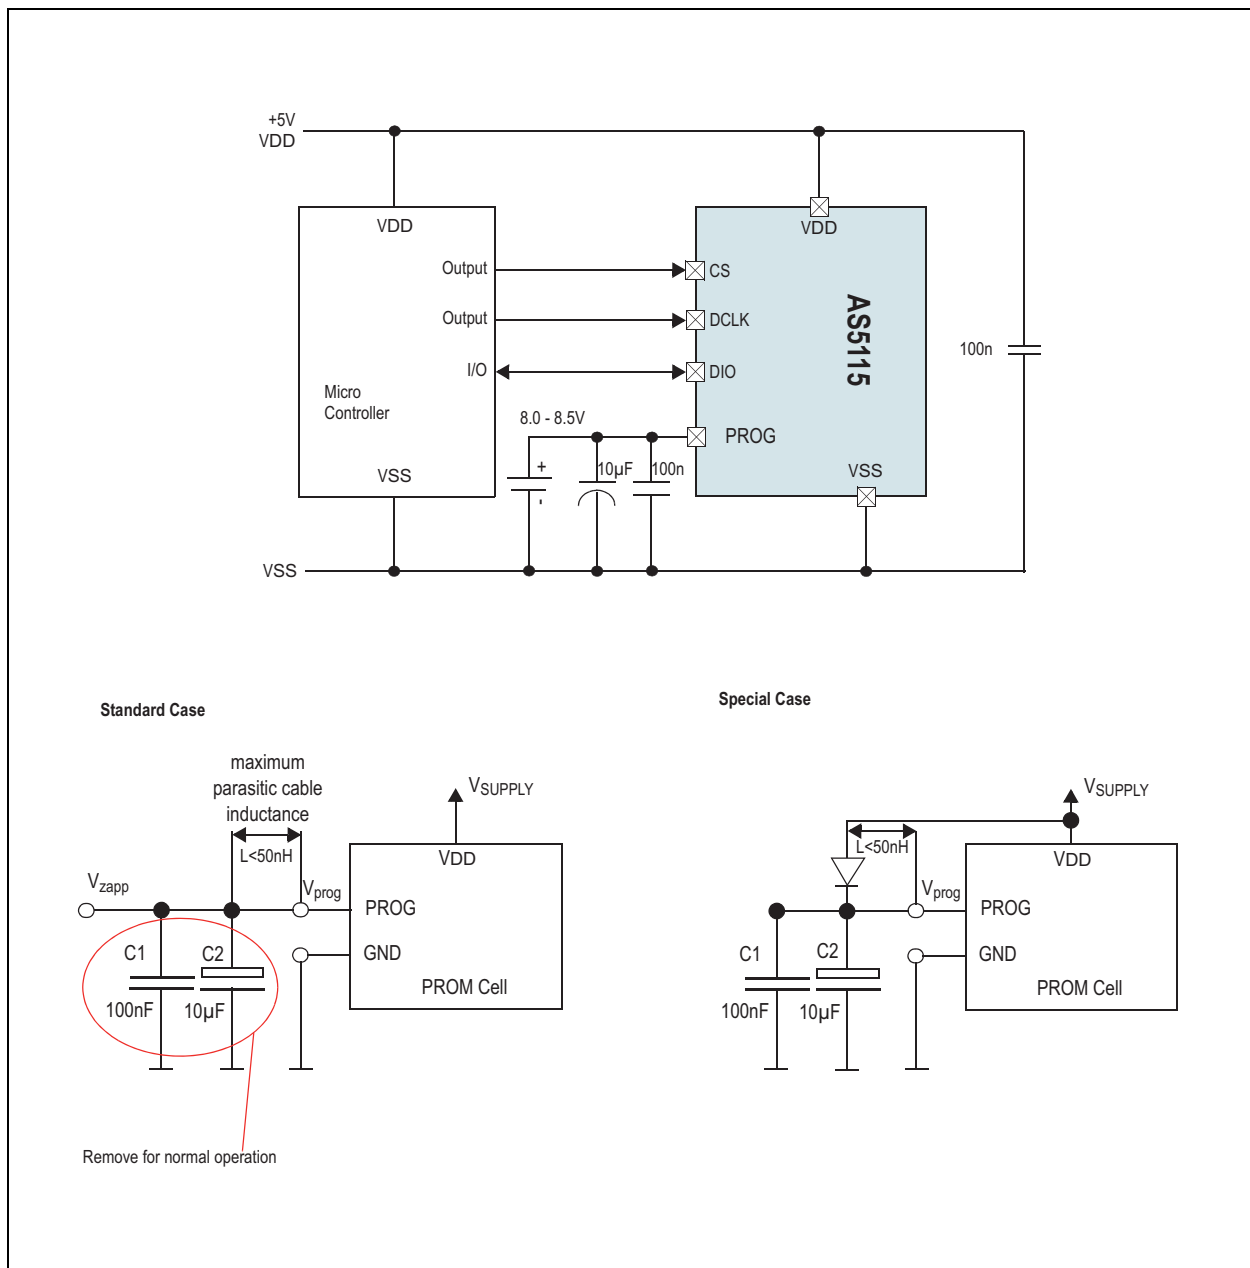 +5V
VDD
VDD
VDD
Output
CS
Output
DCLK
AS5115
100n
I/O
DIO
Micro
Controller
8.0 - 8.5V
PROG
+
10µF
100n
VSS
VSS
-
VSS
Standard Case
Special Case
maximum
parasitic cable
inductance
L<50nH
VSUPPLY
VDD
Vzapp
Vprog
PROG
C1
C2
GND
100nF
10µF
PROM Cell
Remove for normal operation
VSUPPLY
L<50nH
VDD
Vprog
PROG
C1
C2
GND
100nF
10µF
PROM Cell